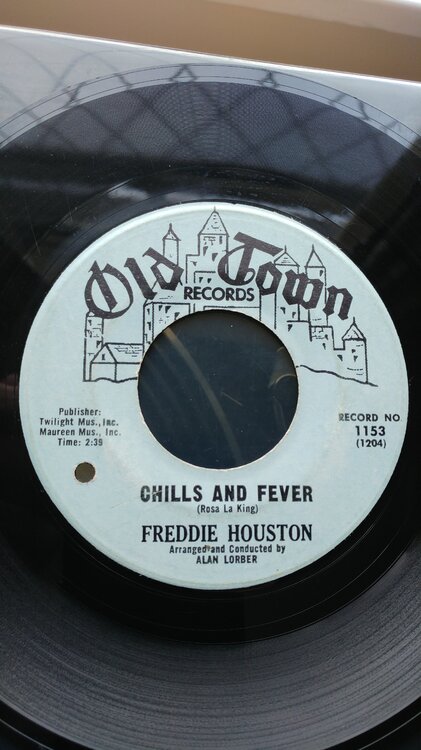 Old Town
RECORDS
Publisher:
Twilight Mus., Inc.
Maureen Mus., Inc.
Time: 2:39
RECORD NO
1153
(1204)
CHILLS AND FEVER
(Rosa La King)
FREDDIE HOUSTON
Arranged and Conducted by
ALAN LORBER